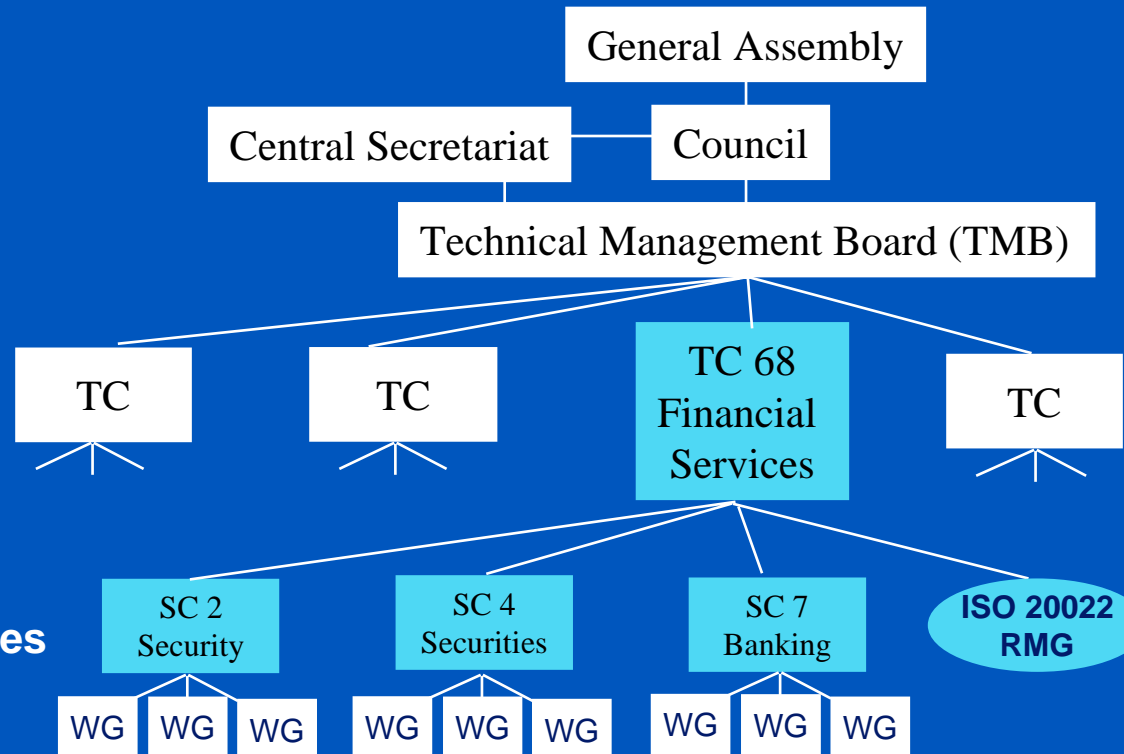 General Assembly
Central Secretariat
Council
Technical Management Board (TMB)
TC
TC
TC 68
Financial
Services
TC
SC 2
Security
SC 4
Securities
SC 7
Banking
ISO 20022
RMG
es
WG
WG
WG
WG
WG
WG
WG
WG
WG